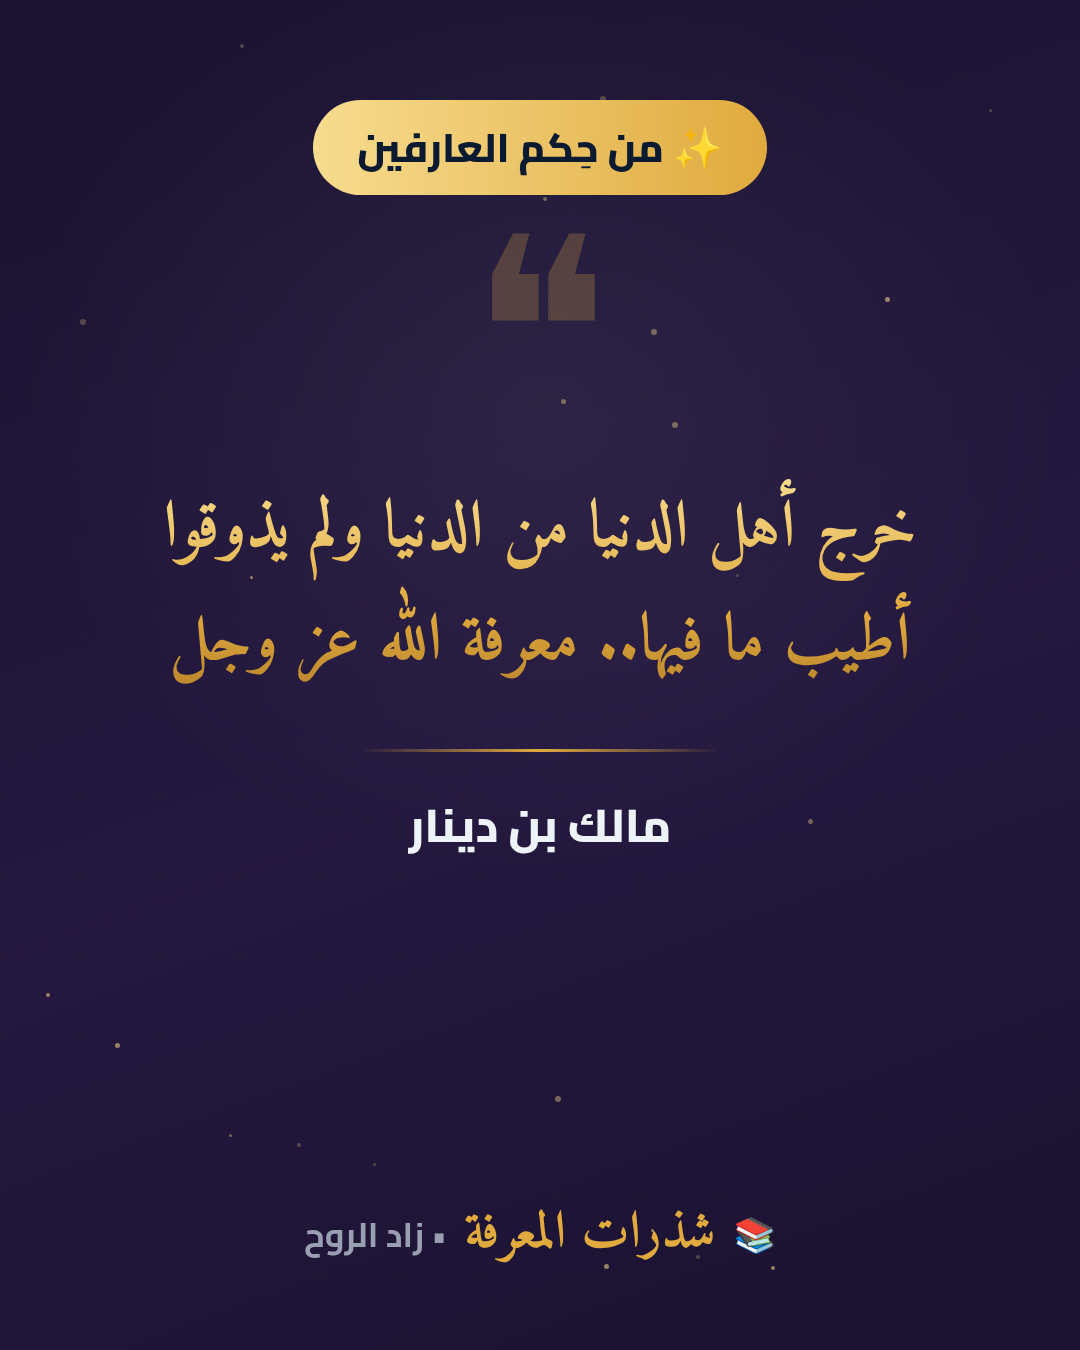 ✨ من حِكم العارفين
❝
خرج أهل الدنيا من الدنيا ولم يذوقوا
أطيب ما فيها.. معرفة الله عز وجل
مالك بن دينار
📚 شذرات المعرفة ▪ زاد الروح